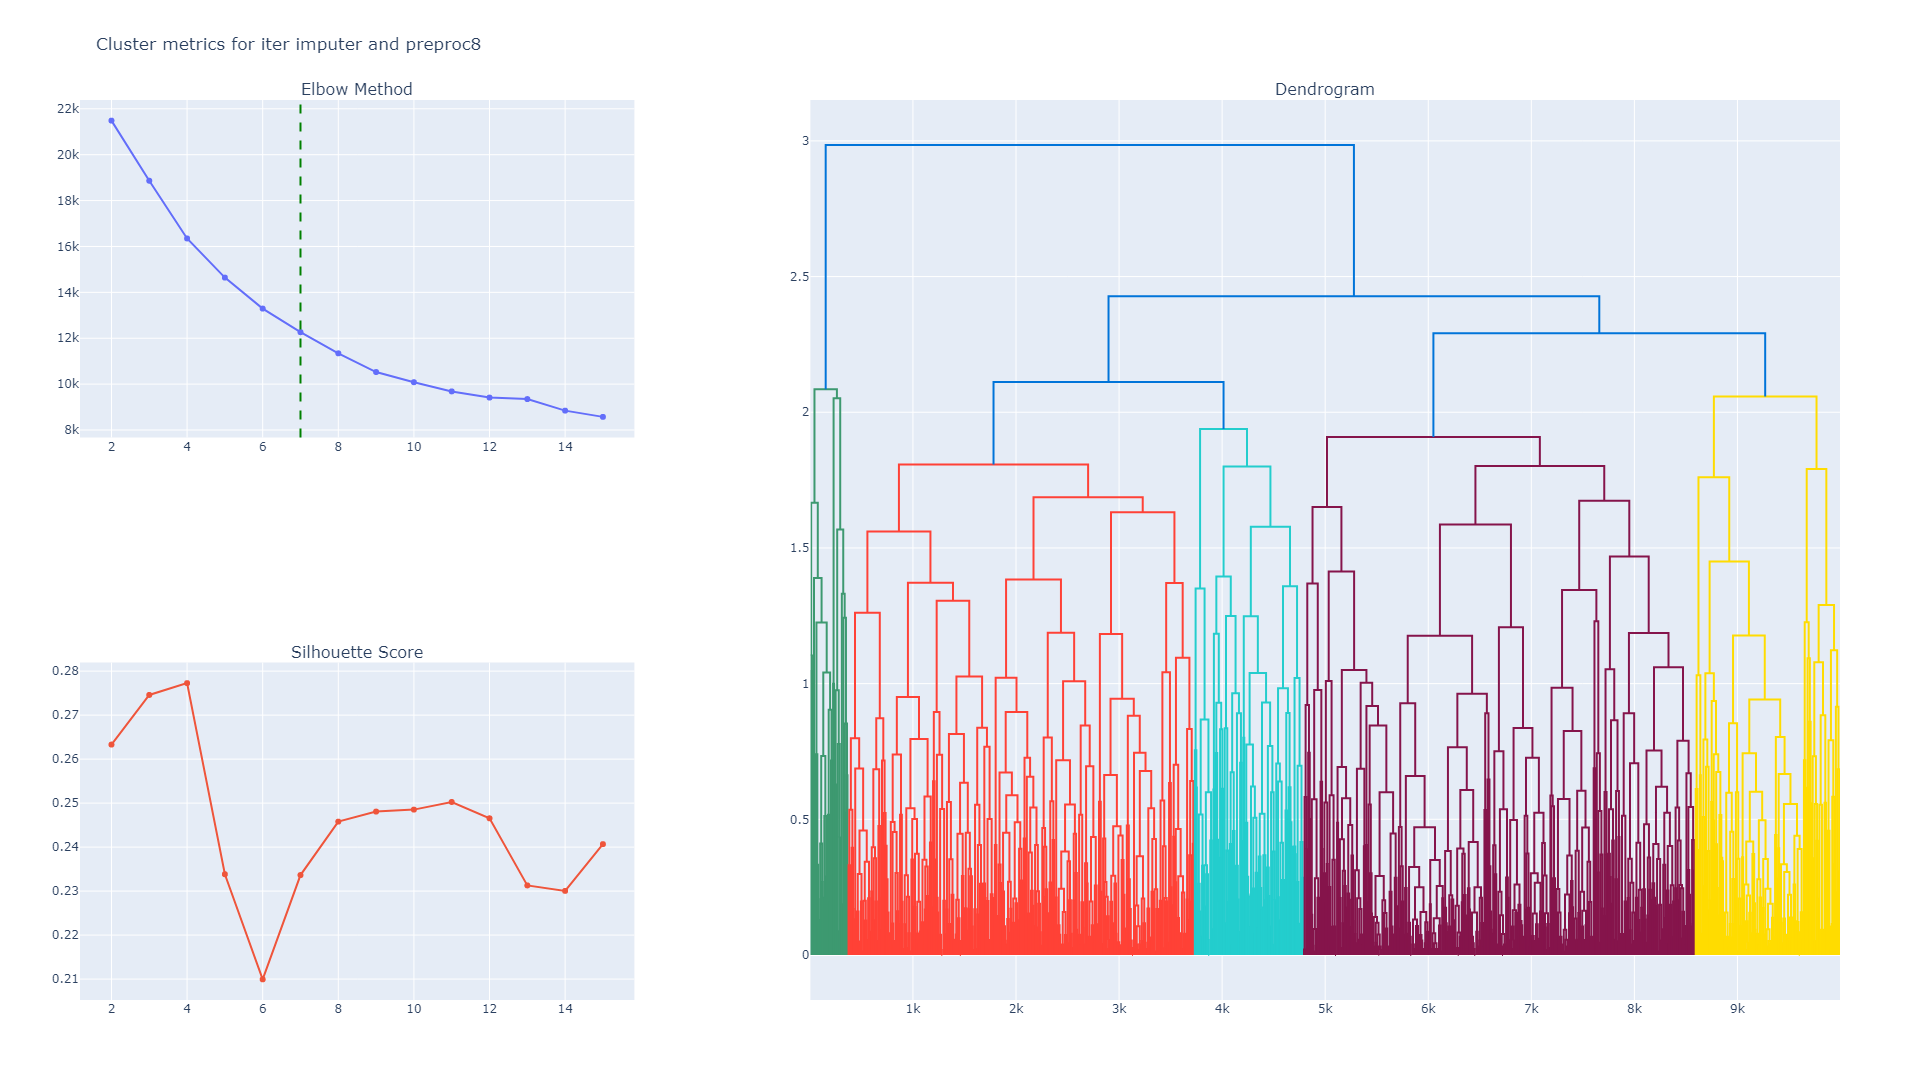 Cluster metrics for iter imputer and preproc8
Elbow Method
22k
20k
18k
16k
14k
12k
10k
8k
2 4 6 8 10 12 14
Silhouette Score
0.28
0.27
0.26
0.25
0.24
0.23
0.22
0.21
2 4 6 8 10 12 14
Dendrogram
3
2.5
2
1.5
1
0.5
0
1k 2k 3k 4k 5k 6k 7k 8k 9k